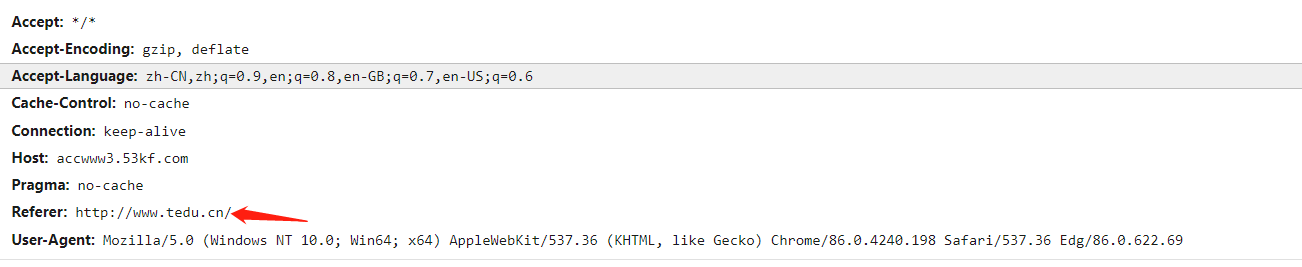 Accept: */*
Accept-Encoding: gzip, deflate
Accept-Language: zh-CN,zh;q=0.9,en;q=0.8,en-GB;q=0.7,en-US;q=0.6
Cache-Control: no-cache
Connection: keep-alive
Host: accwww3.53kf.com
Pragma: no-cache
Referer: http://www.tedu.cn/
User-Agent: Mozilla/5.0 (Windows NT 10.0; Win64; x64) AppleWebKit/537.36 (KHTML, like Gecko) Chrome/86.0.4240.198 Safari/537.36 Edg/86.0.622.69